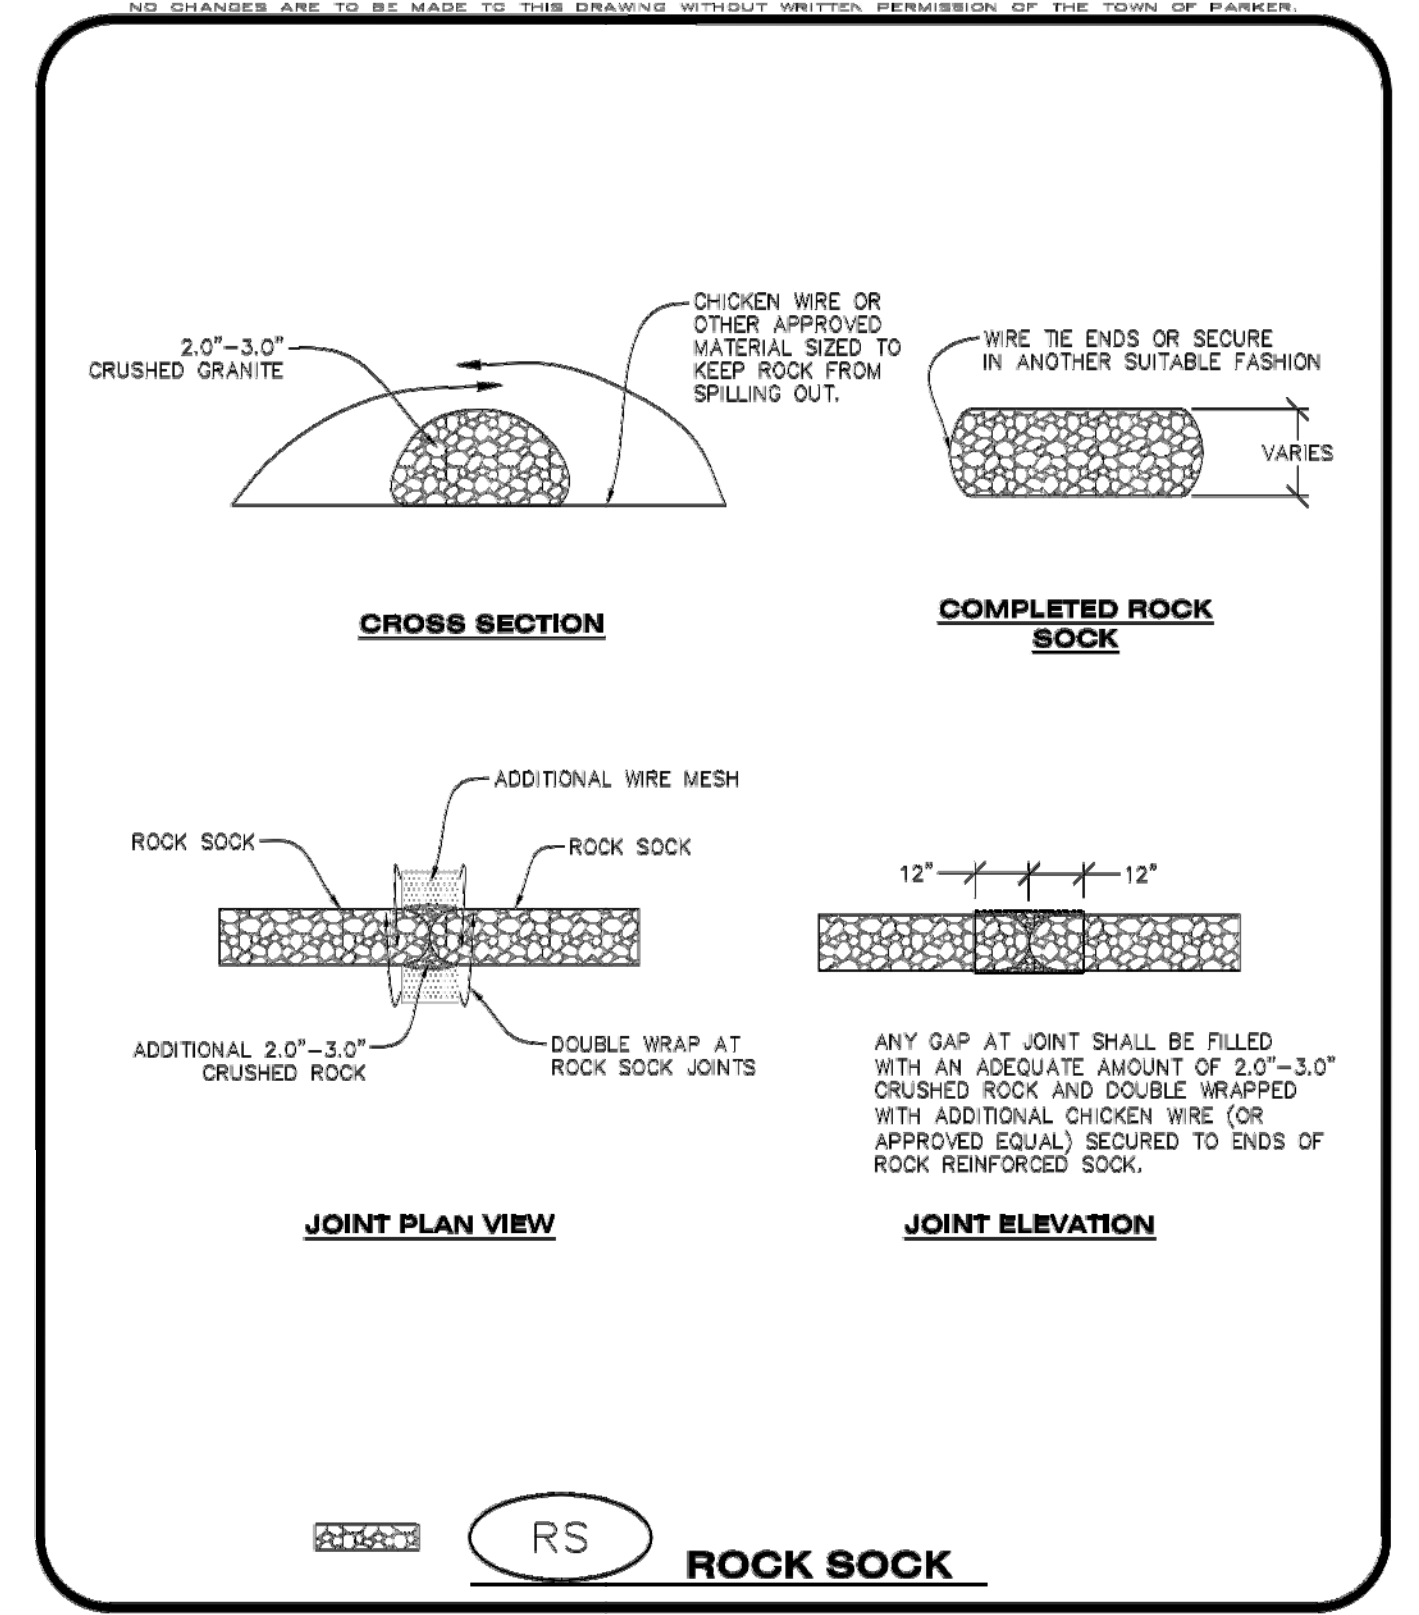 NO CHANGES ARE TO BE MADE TO THIS DRAWING WITHOUT WRITTEN PERMISSION OF THE TOWN OF PARKER.
2.0"-3.0"
CRUSHED GRANITE
CHICKEN WIRE OR
OTHER APPROVED
MATERIAL SIZED TO
KEEP ROCK FROM
SPILLING OUT.
WIRE TIE ENDS OR SECURE
IN ANOTHER SUITABLE FASHION
VARIES
CROSS SECTION
COMPLETED ROCK
SOCK
ADDITIONAL WIRE MESH
ROCK SOCK
ROCK SOCK
ADDITIONAL 2.0"-3.0"
CRUSHED ROCK
DOUBLE WRAP AT
ROCK SOCK JOINTS
12"
12"
ANY GAP AT JOINT SHALL BE FILLED
WITH AN ADEQUATE AMOUNT OF 2.0"-3.0"
CRUSHED ROCK AND DOUBLE WRAPPED
WITH ADDITIONAL CHICKEN WIRE (OR
APPROVED EQUAL) SECURED TO ENDS OF
ROCK REINFORCED SOCK.
JOINT PLAN VIEW
JOINT ELEVATION
RS
ROCK SOCK